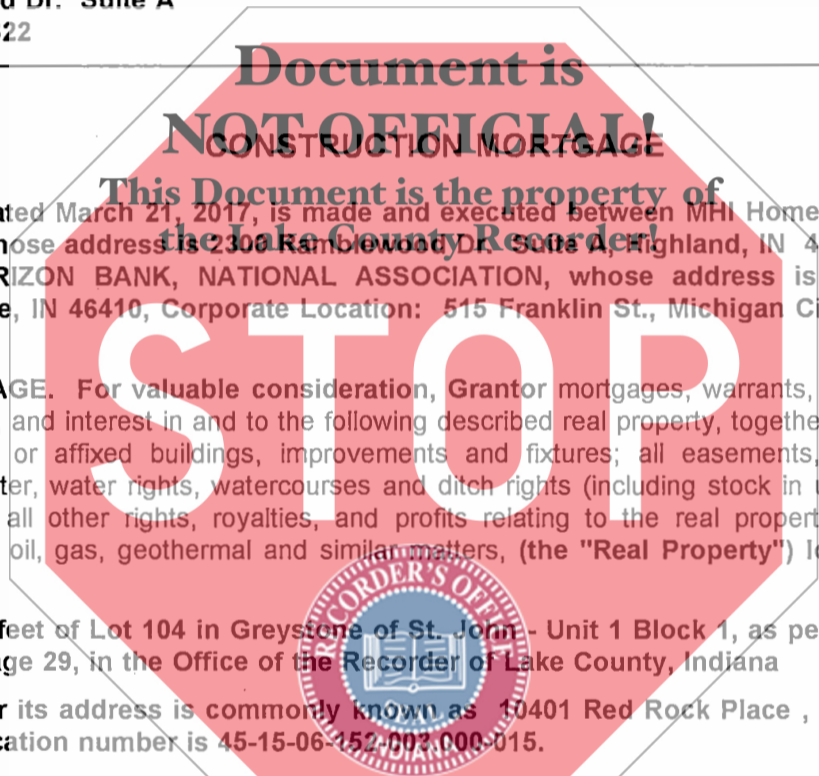 d Dr. Suite A
22
Document is
NOT OFFICIAL!
CONSTRUCTION MORTGAGE
This Document is the property of
the Lake County Recorder!
ated March 21, 2017, is made and executed between MHI Home
hose address is 2300 Ramblewood Dr. Suite A, Highland, IN 4
RIZON BANK, NATIONAL ASSOCIATION, whose address is
e, IN 46410, Corporate Location: 515 Franklin St., Michigan Ci
STOP
AGE. For valuable consideration, Grantor mortgages, warrants,
and interest in and to the following described real property, togethe
or affixed buildings, improvements and fixtures; all easements,
ter, water rights, watercourses and ditch rights (including stock in u
all other rights, royalties, and profits relating to the real propert
oil, gas, geothermal and similar matters, (the "Real Property") lo
feet of Lot 104 in Greystone of St. John - Unit 1 Block 1, as pe
ge 29, in the Office of the Recorder of Lake County, Indiana
r its address is commonly known as 10401 Red Rock Place ,
cation number is 45-15-06-152-003.000-015.
RECORDER'S OFFICE
SEAL
INDIANA